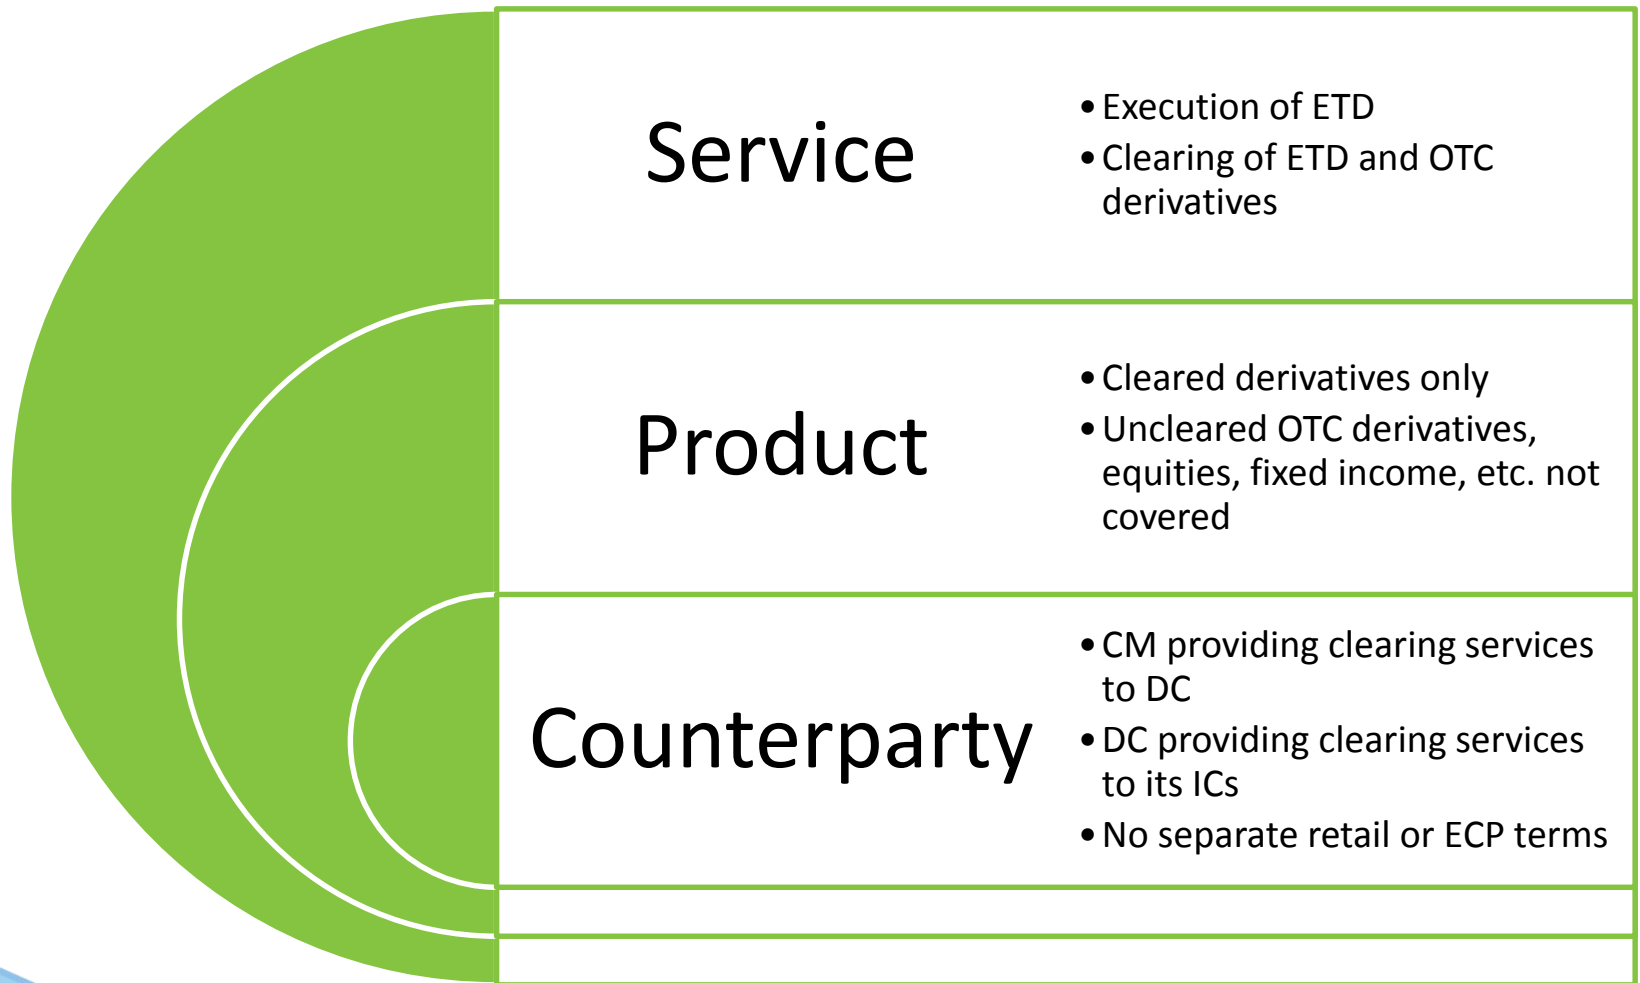 Service
• Execution of ETD
• Clearing of ETD and OTC
derivatives
Product
• Cleared derivatives only
• Uncleared OTC derivatives,
equities, fixed income, etc. not
covered
Counterparty
• CM providing clearing services
to DC
• DC providing clearing services
to its ICs
• No separate retail or ECP terms